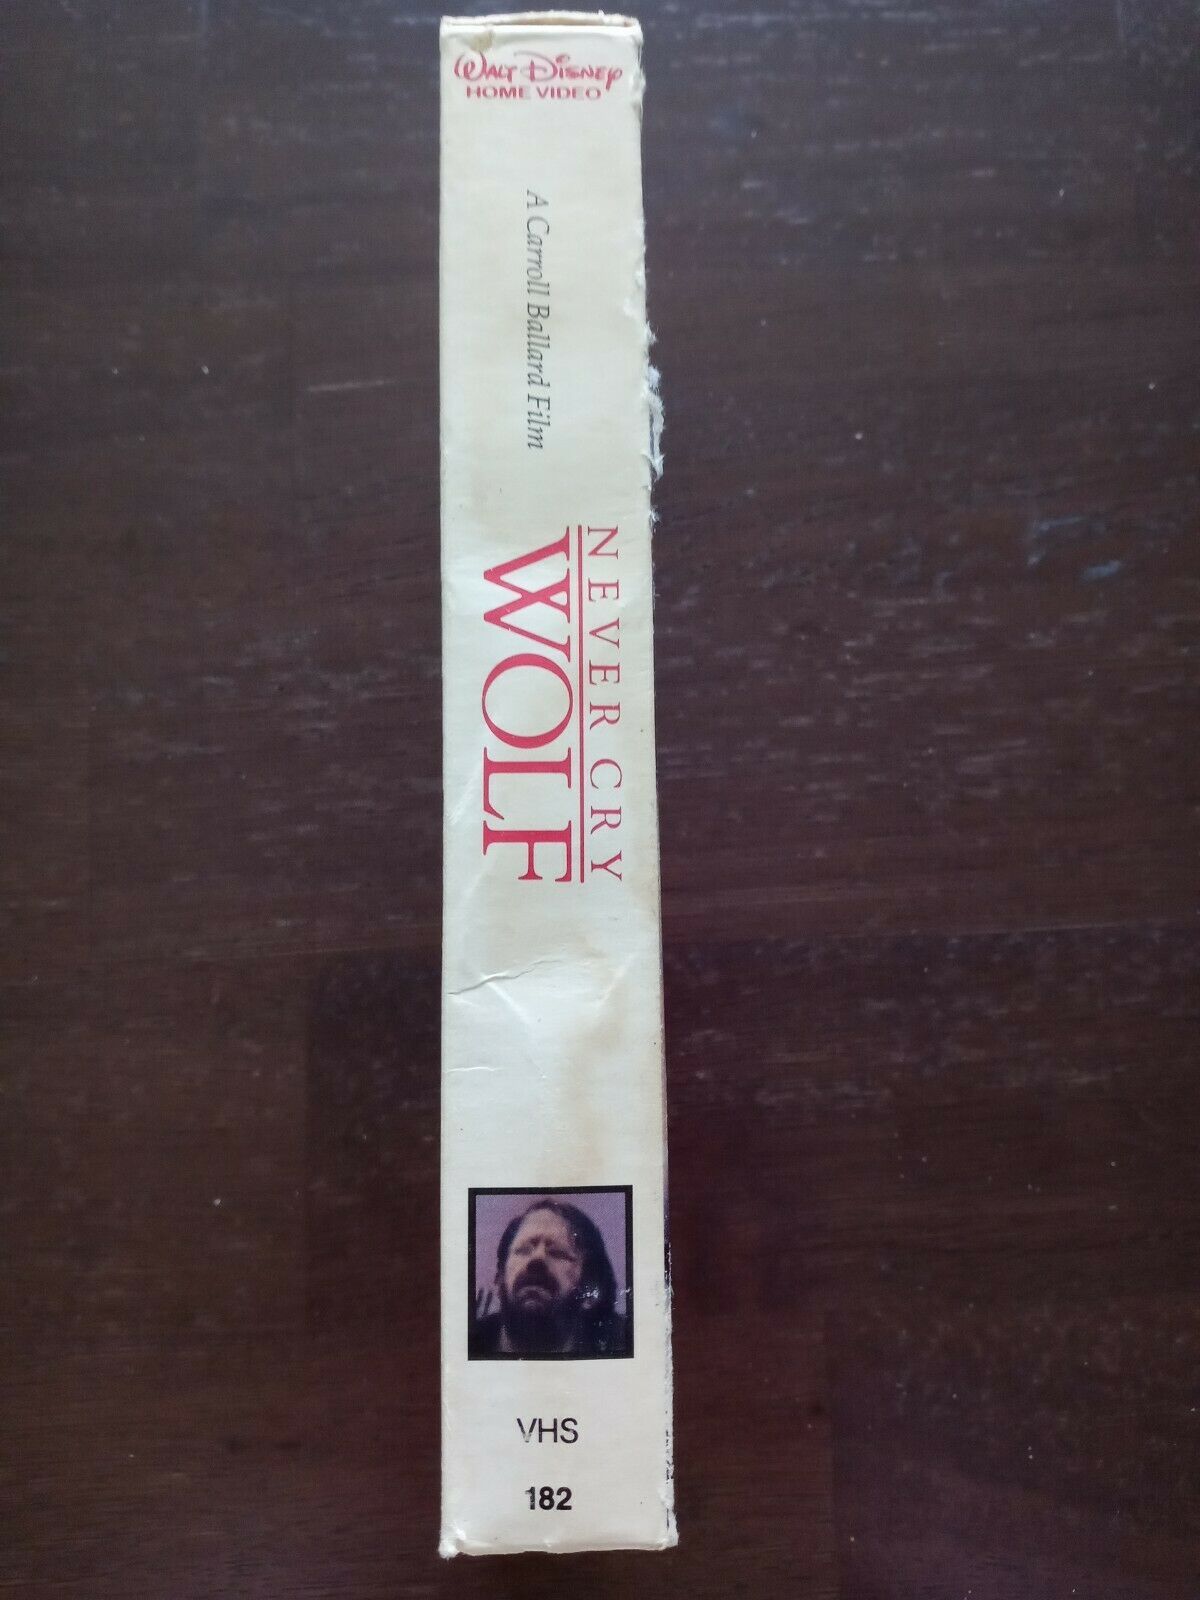 WALT DISNEY
HOME VIDEO
A Carroll Ballard Film
NEVER CRY
WOLF
VHS
182